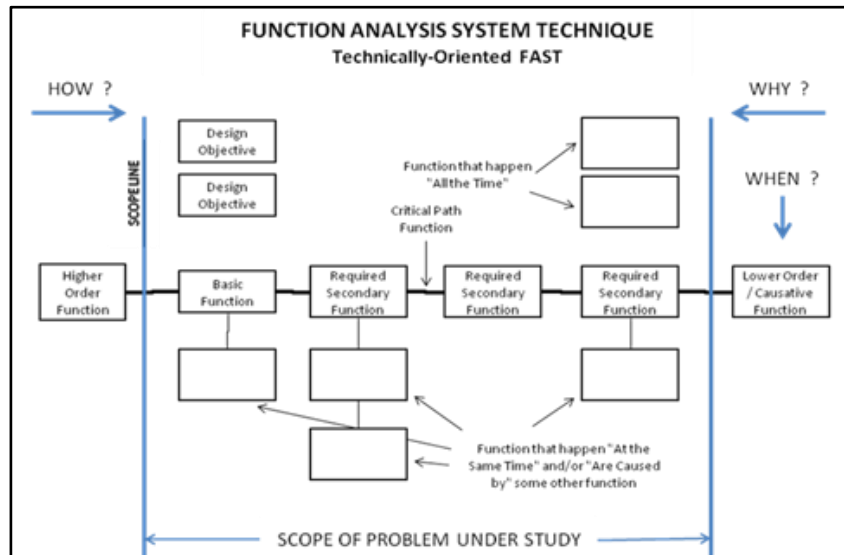 FUNCTION ANALYSIS SYSTEM TECHNIQUE
Technically-Oriented FAST
HOW ?
WHY ?
Design
Objective
Design
Objective
Function that happen
"All the Time"
WHEN ?
SCOPE LINE
Critical Path
Function
Higher
Order
Function
Basic
Function
Required
Secondary
Function
Required
Secondary
Function
Required
Secondary
Function
Lower Order
/ Causative
Function
Function that happen "At the
Same Time" and/or "Are Caused
by" some other function
SCOPE OF PROBLEM UNDER STUDY